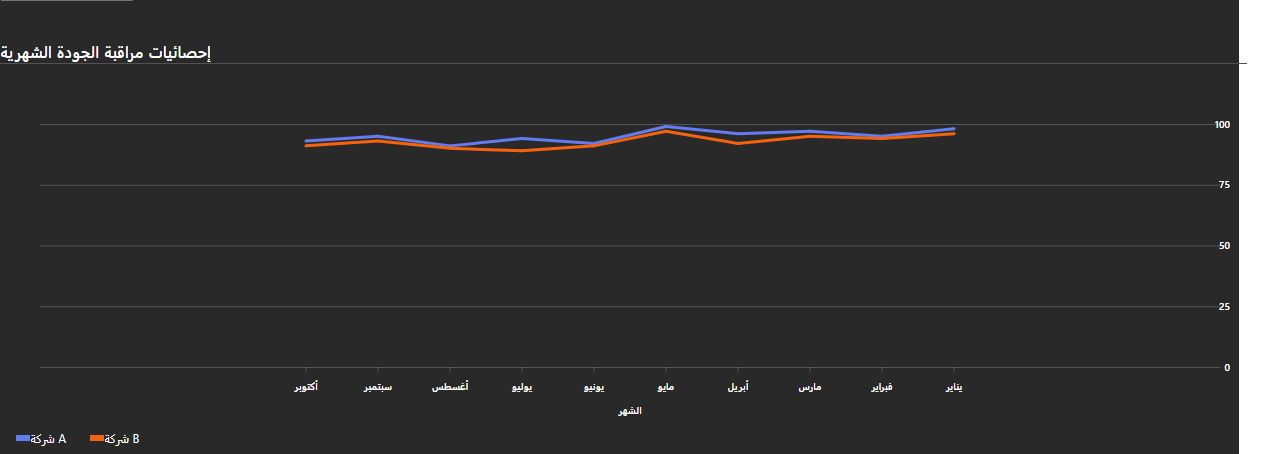 إحصائيات مراقبة الجودة الشهرية
100
75
50
25
0
يناير فبراير مارس أبريل مايو يونيو يوليو أغسطس سبتمبر أكتوبر
الشهر
شركة A شركة B